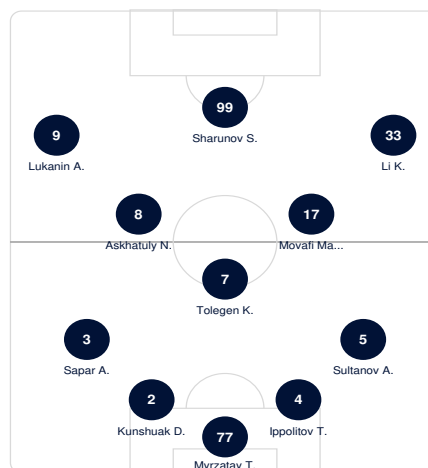 99
Sharunov S.
9
Lukanin A.
33
Li K.
8
Askhatuly N.
17
Movafi Ma...
7
Tolegen K.
3
Sapar A.
5
Sultanov A.
2
Kunshuak D.
4
Ippolitov T.
77
Myrzatay T.